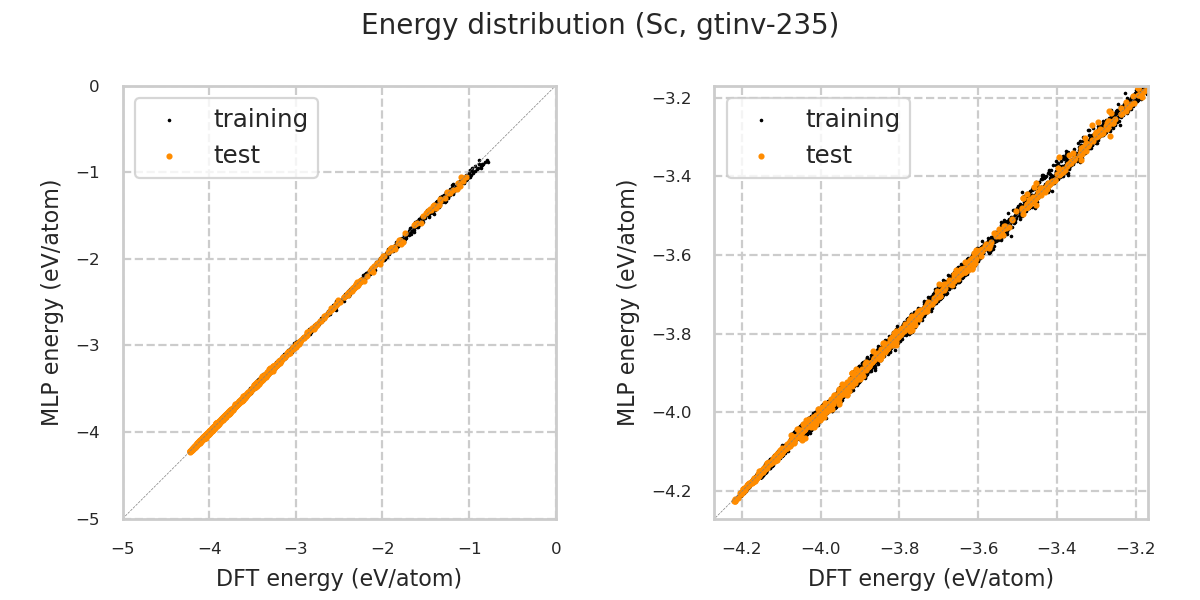 Energy distribution (Sc, gtinv-235)
training
test
0
−1
−2
−3
−4
−5
MLP energy (eV/atom)
−5
−4
−3
−2
−1
0
DFT energy (eV/atom)
training
test
−3.2
−3.4
−3.6
−3.8
−4.0
−4.2
MLP energy (eV/atom)
−4.2
−4.0
−3.8
−3.6
−3.4
−3.2
DFT energy (eV/atom)